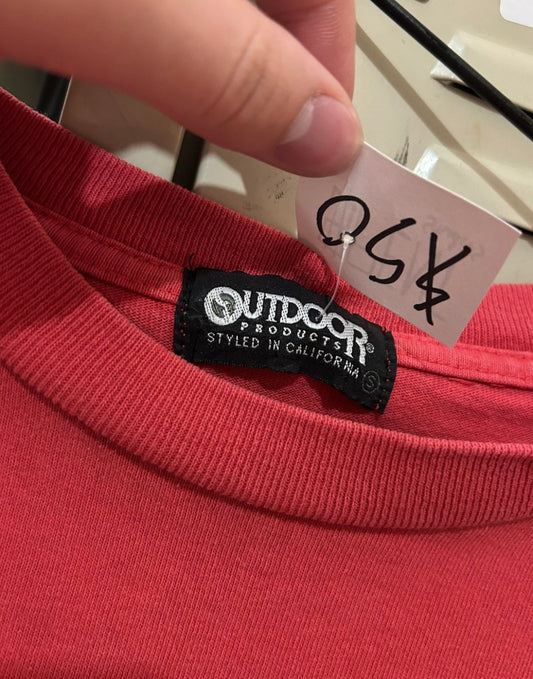 OUTDOOR®
PRODUCTS
STYLED IN CALIFORNIA Ⓢ
¥50